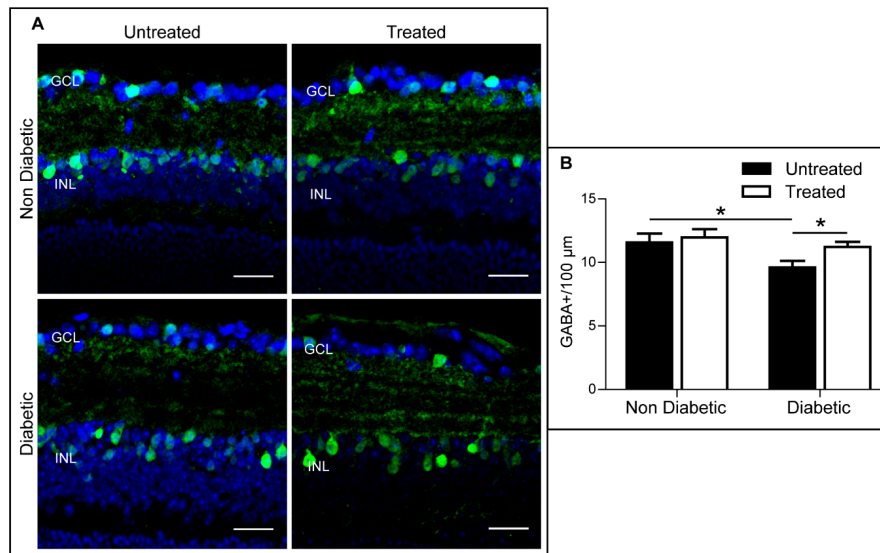 A
Untreated
Treated
Non Diabetic
GCL
INL
GCL
INL
Diabetic
GCL
INL
GCL
INL
B
Untreated
Treated
GABA+/100 µm
15
10
5
0
*
*
Non Diabetic
Diabetic